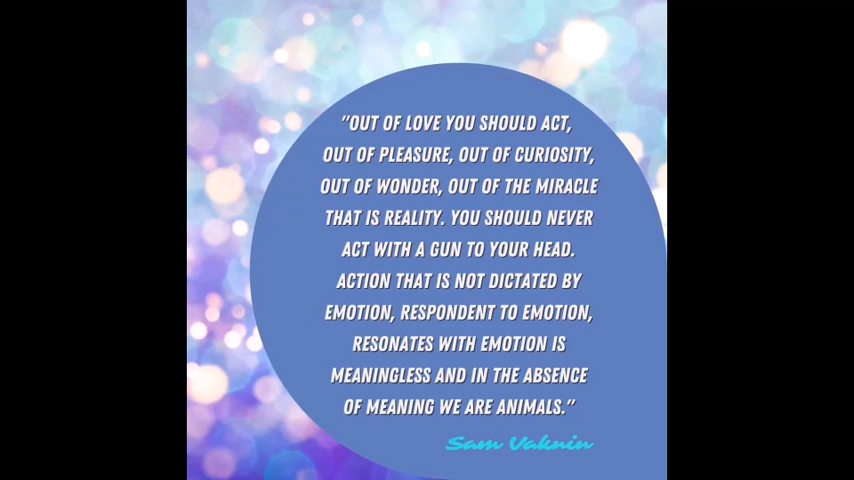 "OUT OF LOVE YOU SHOULD ACT,
OUT OF PLEASURE, OUT OF CURIOSITY,
OUT OF WONDER, OUT OF THE MIRACLE
THAT IS REALITY. YOU SHOULD NEVER
ACT WITH A GUN TO YOUR HEAD.
ACTION THAT IS NOT DICTATED BY
EMOTION, RESPONDENT TO EMOTION,
RESONATES WITH EMOTION IS
MEANINGLESS AND IN THE ABSENCE
OF MEANING WE ARE ANIMALS."
Sam Vaknin